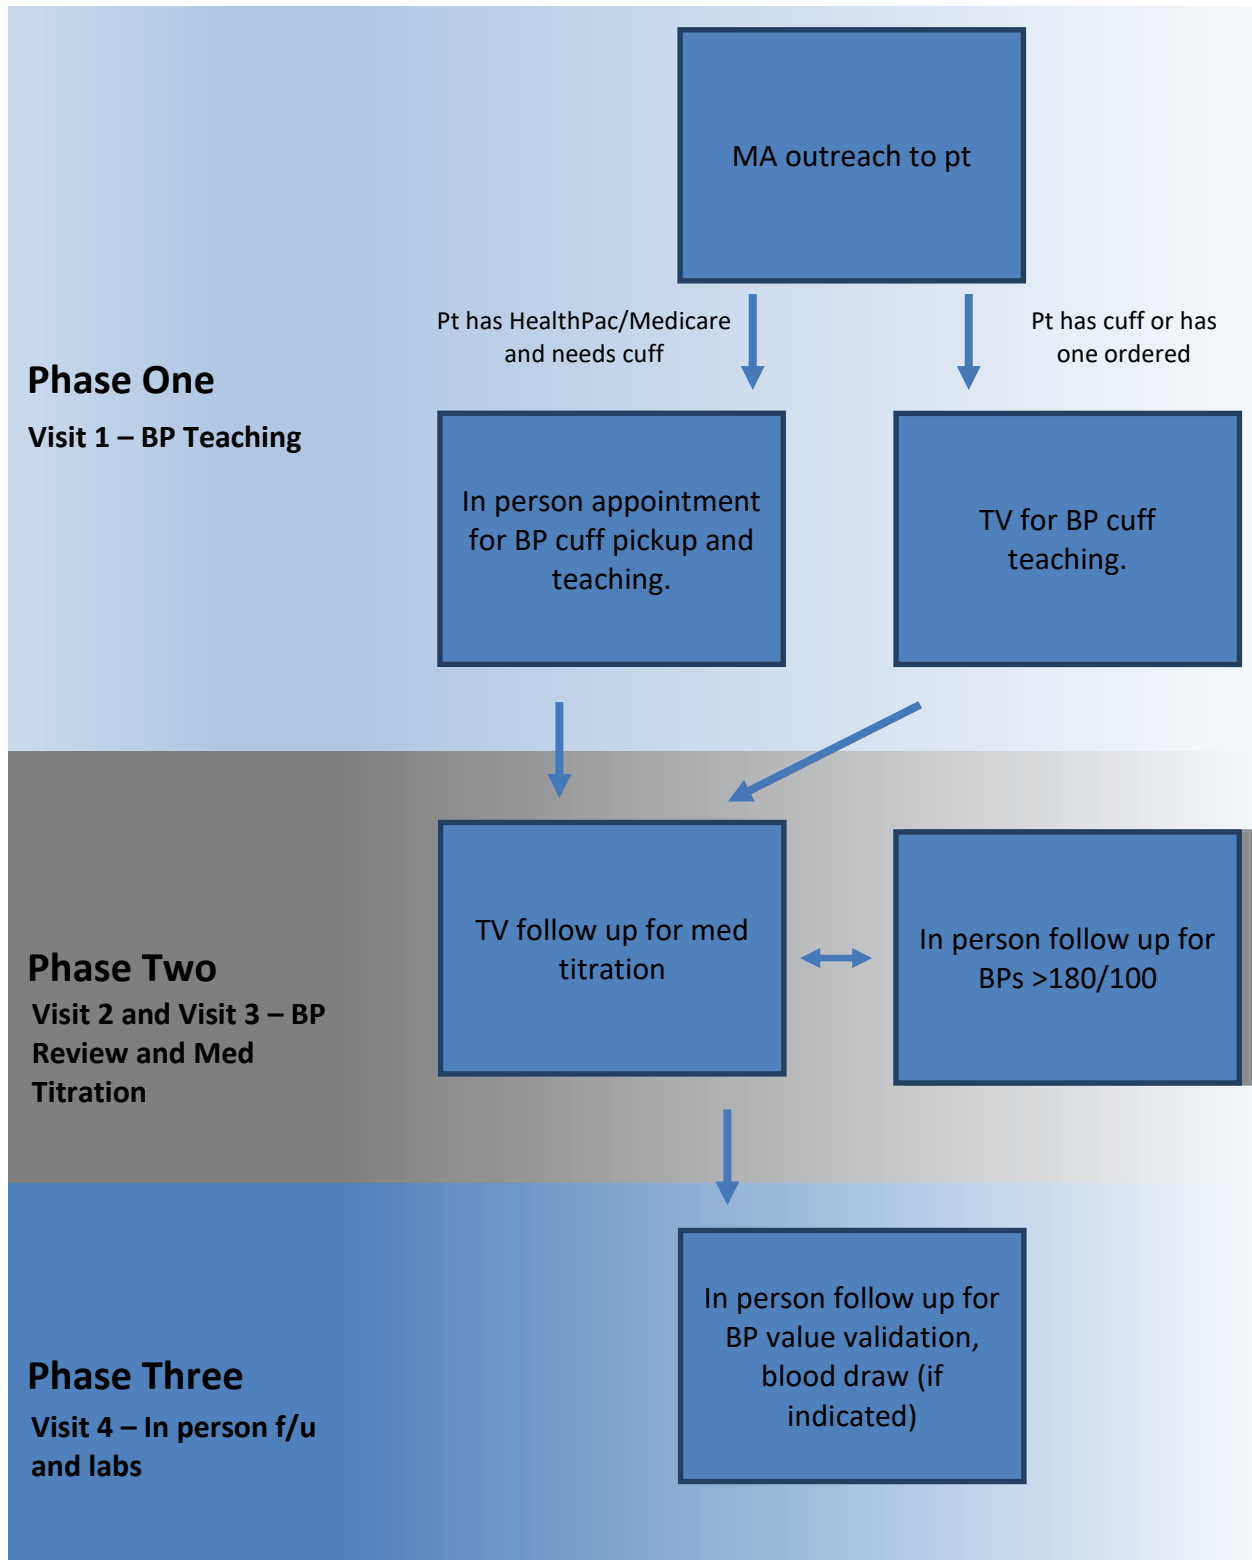 MA outreach to pt
Pt has HealthPac/Medicare
and needs cuff
Pt has cuff or has
one ordered
Phase One
Visit 1 – BP Teaching
In person appointment
for BP cuff pickup and
teaching.
TV for BP cuff
teaching.
Phase Two
Visit 2 and Visit 3 – BP
Review and Med
Titration
TV follow up for med
titration
In person follow up for
BPs >180/100
Phase Three
Visit 4 – In person f/u
and labs
In person follow up for
BP value validation,
blood draw (if
indicated)